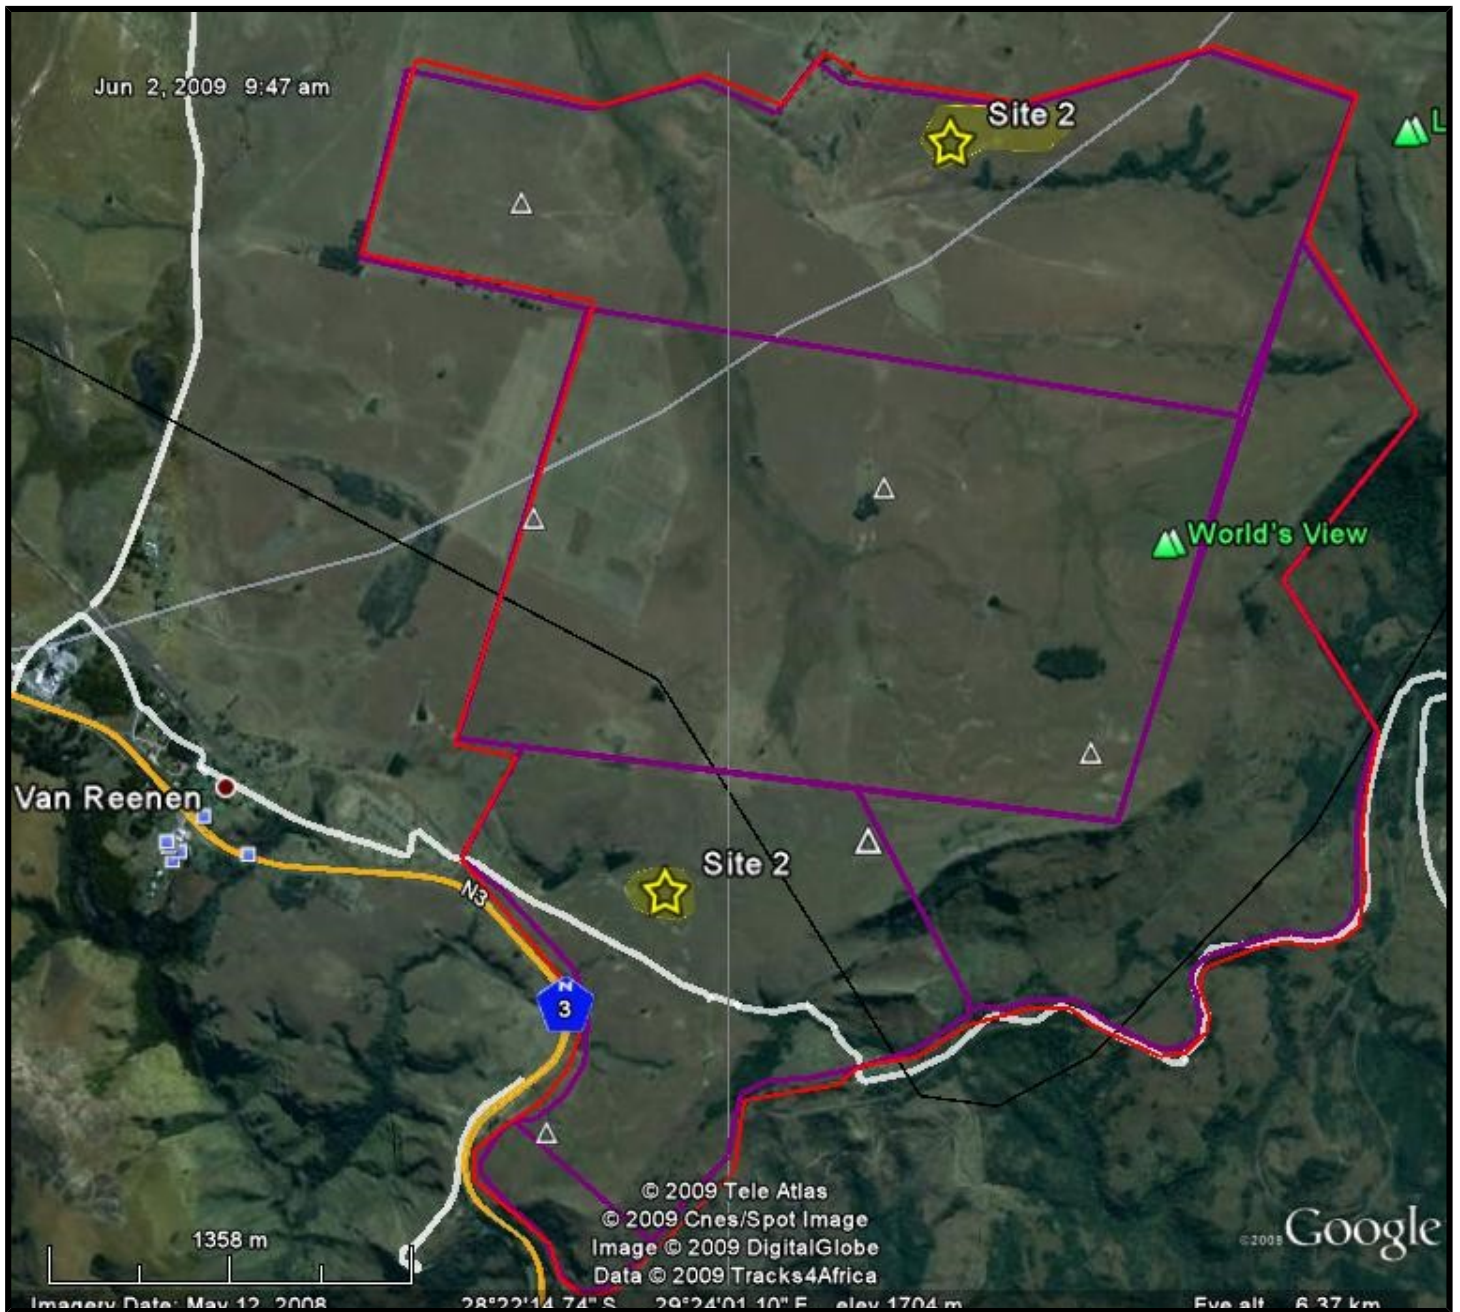 Jun 2, 2009 9:47 am
Site 2
L
World's View
Van Reenen
Site 2
N3
N
3
© 2009 Tele Atlas
© 2009 Cnes/Spot Image
Image © 2009 DigitalGlobe
Data © 2009 Tracks4Africa
©2009 Google
1358 m
Imagery Date: May 12, 2008 28°22'14.74" S 29°24'01.10" E elev 1704 m Eye alt 6.37 km